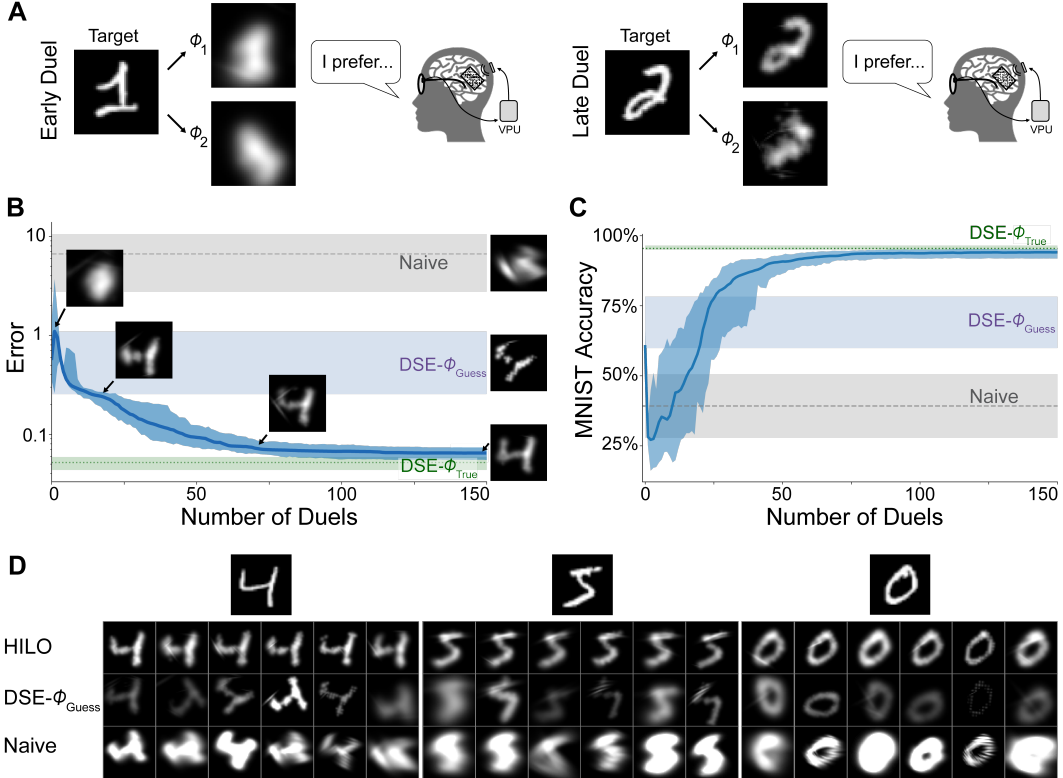 A
Early Duel
Target
ϕ1
ϕ2
I prefer...
VPU
Late Duel
Target
ϕ1
ϕ2
I prefer...
VPU
B
Error
10
1
0.1
Naive
DSE-ϕGuess
DSE-ϕTrue
0
50
100
150
Number of Duels
C
MNIST Accuracy
100%
75%
50%
25%
DSE-ϕTrue
DSE-ϕGuess
Naive
0
50
100
150
Number of Duels
D
HILO
DSE-ϕGuess
Naive